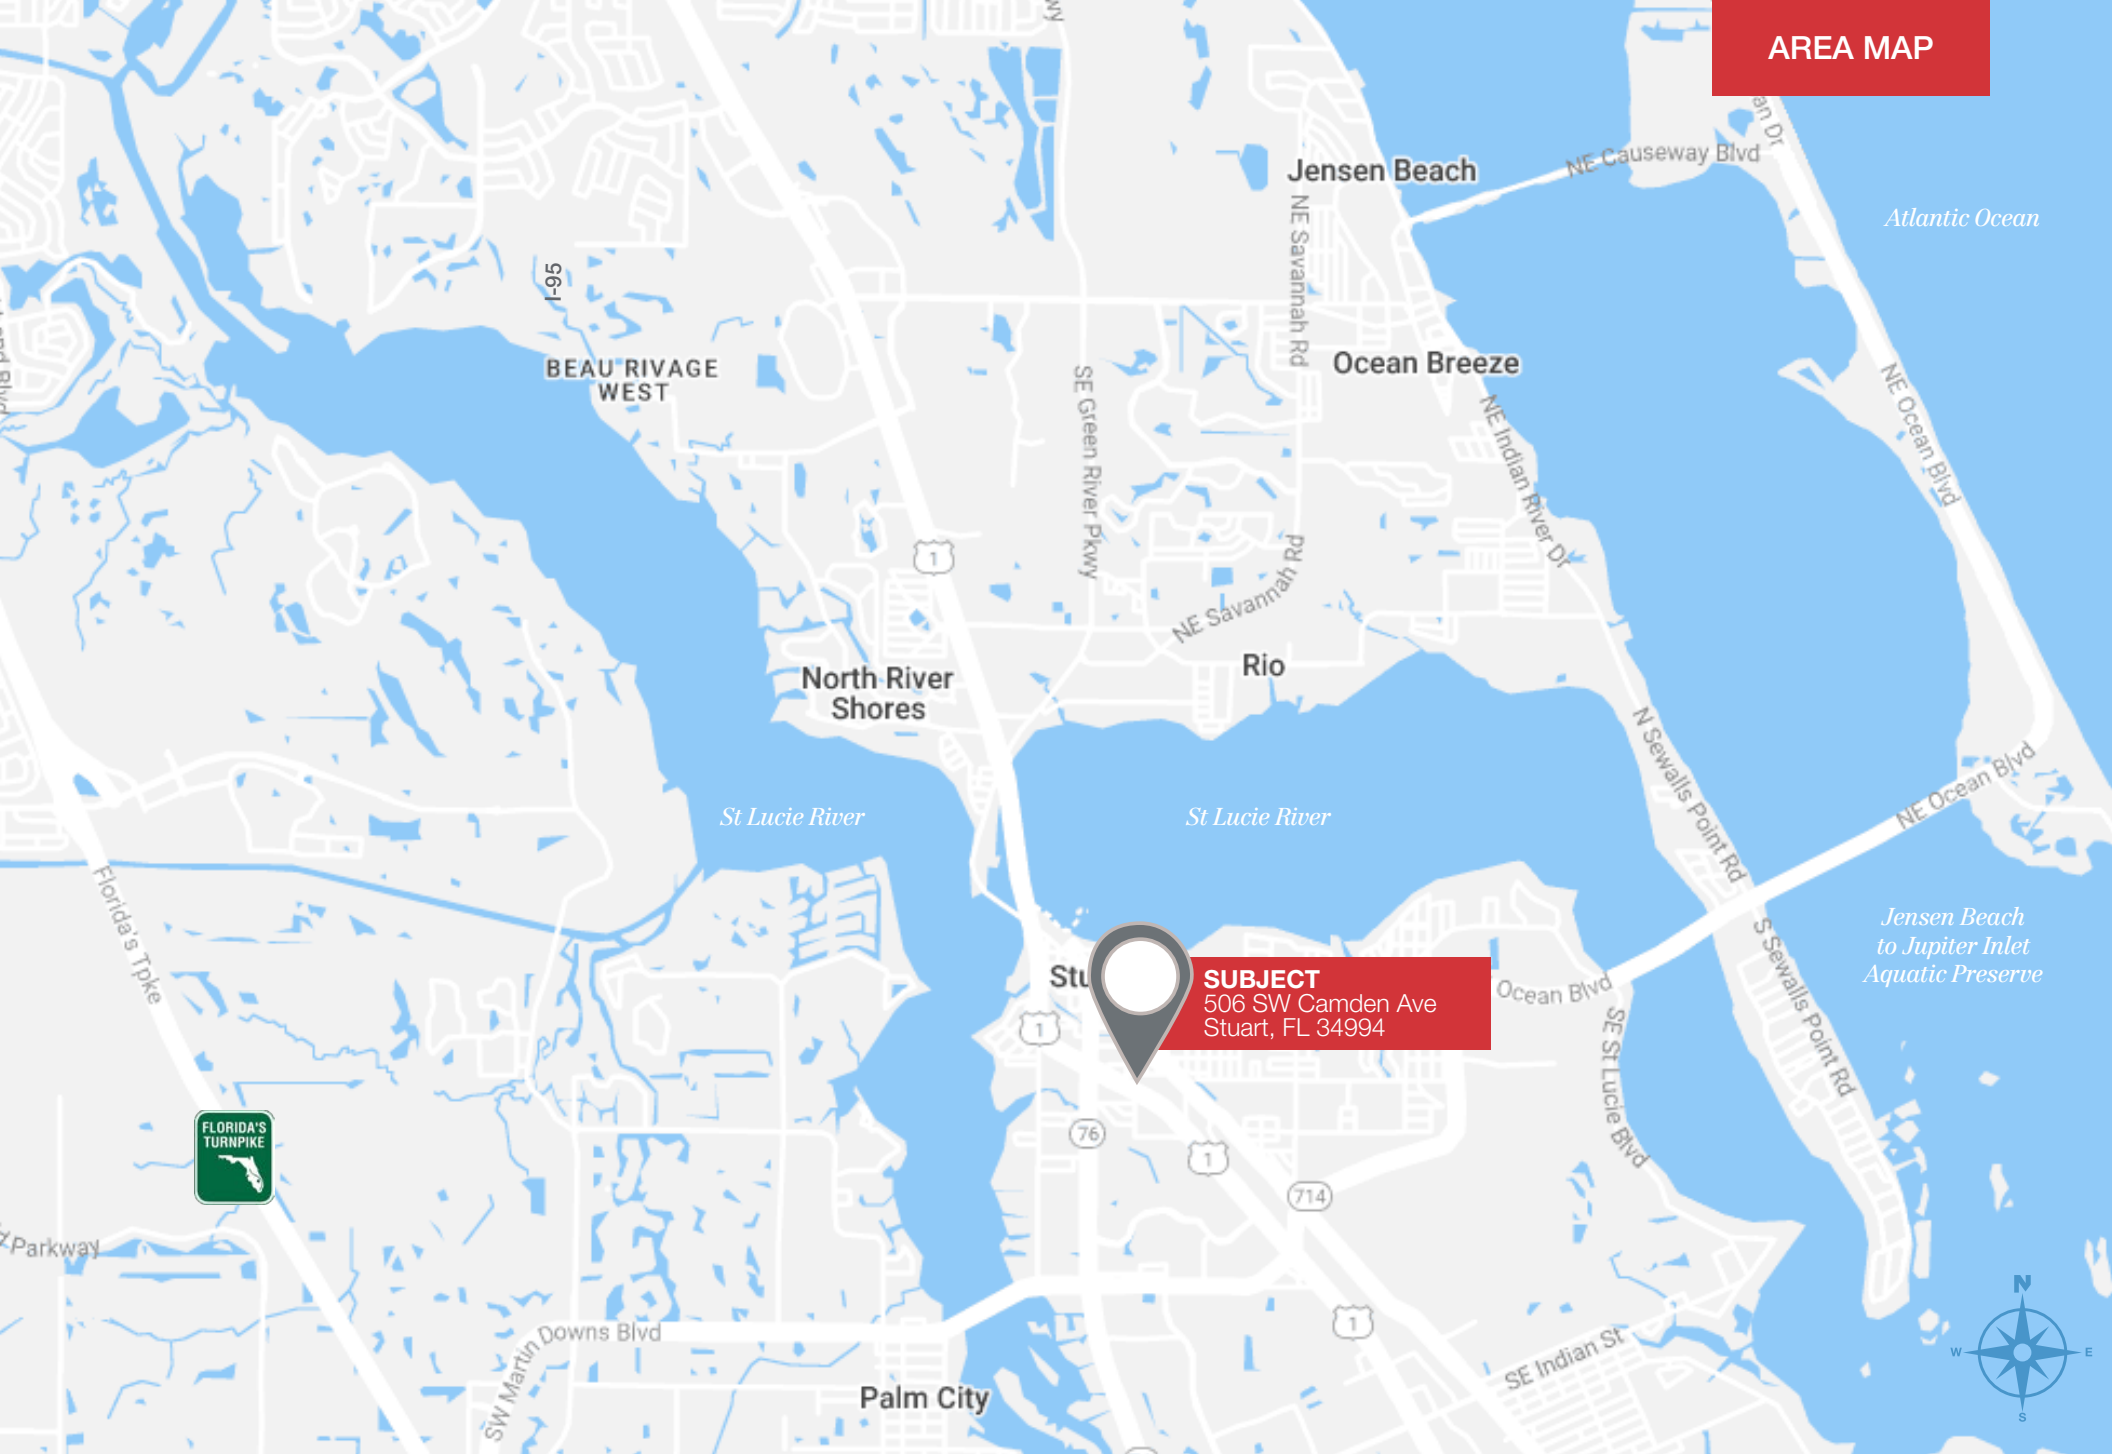 AREA MAP
Jensen Beach
NE Causeway Blvd
Atlantic Ocean
NE Savannah Rd
I-95
BEAU RIVAGE
WEST
Ocean Breeze
NE Ocean Blvd
SE Green River Pkwy
NE Indian River Dr
1
NE Savannah Rd
North River
Shores
Rio
N Sewalls Point Rd
NE Ocean Blvd
St Lucie River
St Lucie River
Florida's Tpke
Jensen Beach
to Jupiter Inlet
Aquatic Preserve
S Sewalls Point Rd
Stu
SUBJECT
506 SW Camden Ave
Stuart, FL 34994
Ocean Blvd
1
SE St Lucie Blvd
FLORIDA'S
TURNPIKE
76
1
714
Parkway
N
W
E
S
1
Downs Blvd
SW Martin
SE Indian St
Palm City